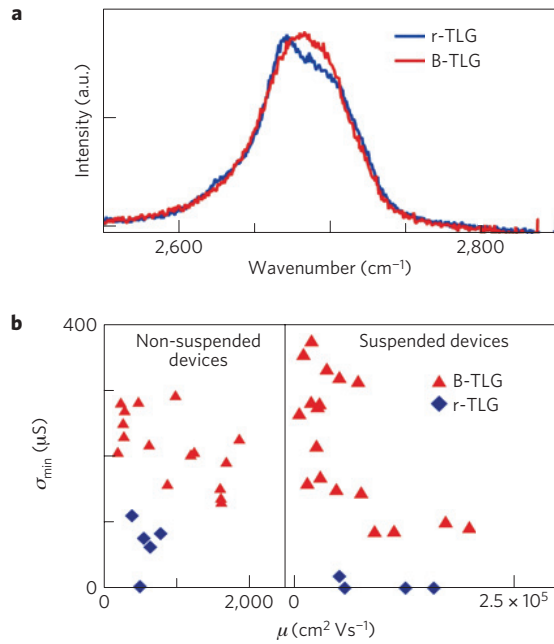 a
r-TLG
B-TLG
Intensity (a.u.)
2,600
2,800
Wavenumber (cm⁻¹)
b
400
Non-suspended
devices
Suspended devices
B-TLG
r-TLG
σmin (μS)
0
2,000
0
2.5 × 10⁵
μ (cm² Vs⁻¹)